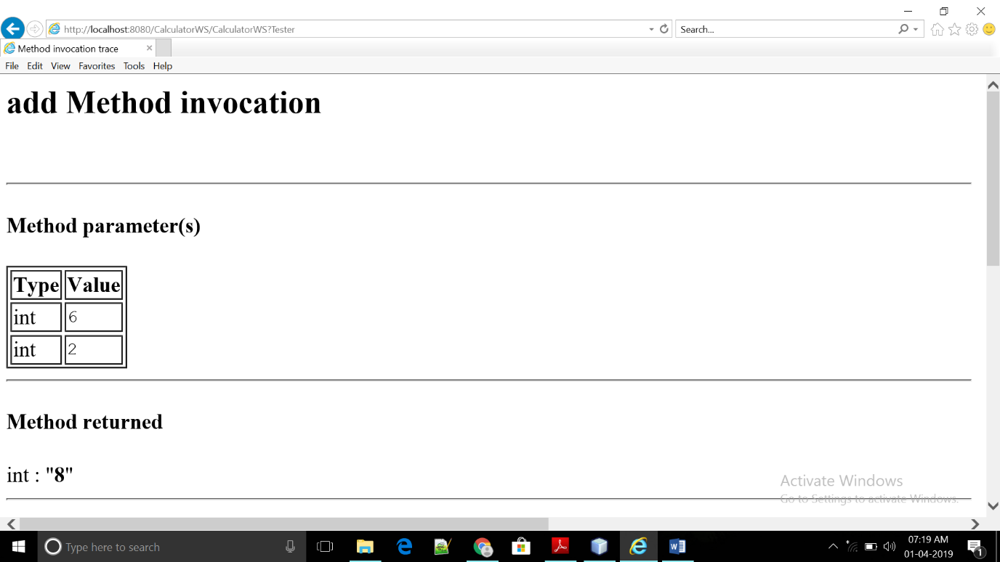 http://localhost:8080/CalculatorWS/CalculatorWS?Tester
Search...
Method invocation trace
File Edit View Favorites Tools Help
add Method invocation
Method parameter(s)
Type Value
int 6
int 2
Method returned
int : "8"
Activate Windows
Go to Settings to activate Windows.
Type here to search
07:19 AM
01-04-2019
1